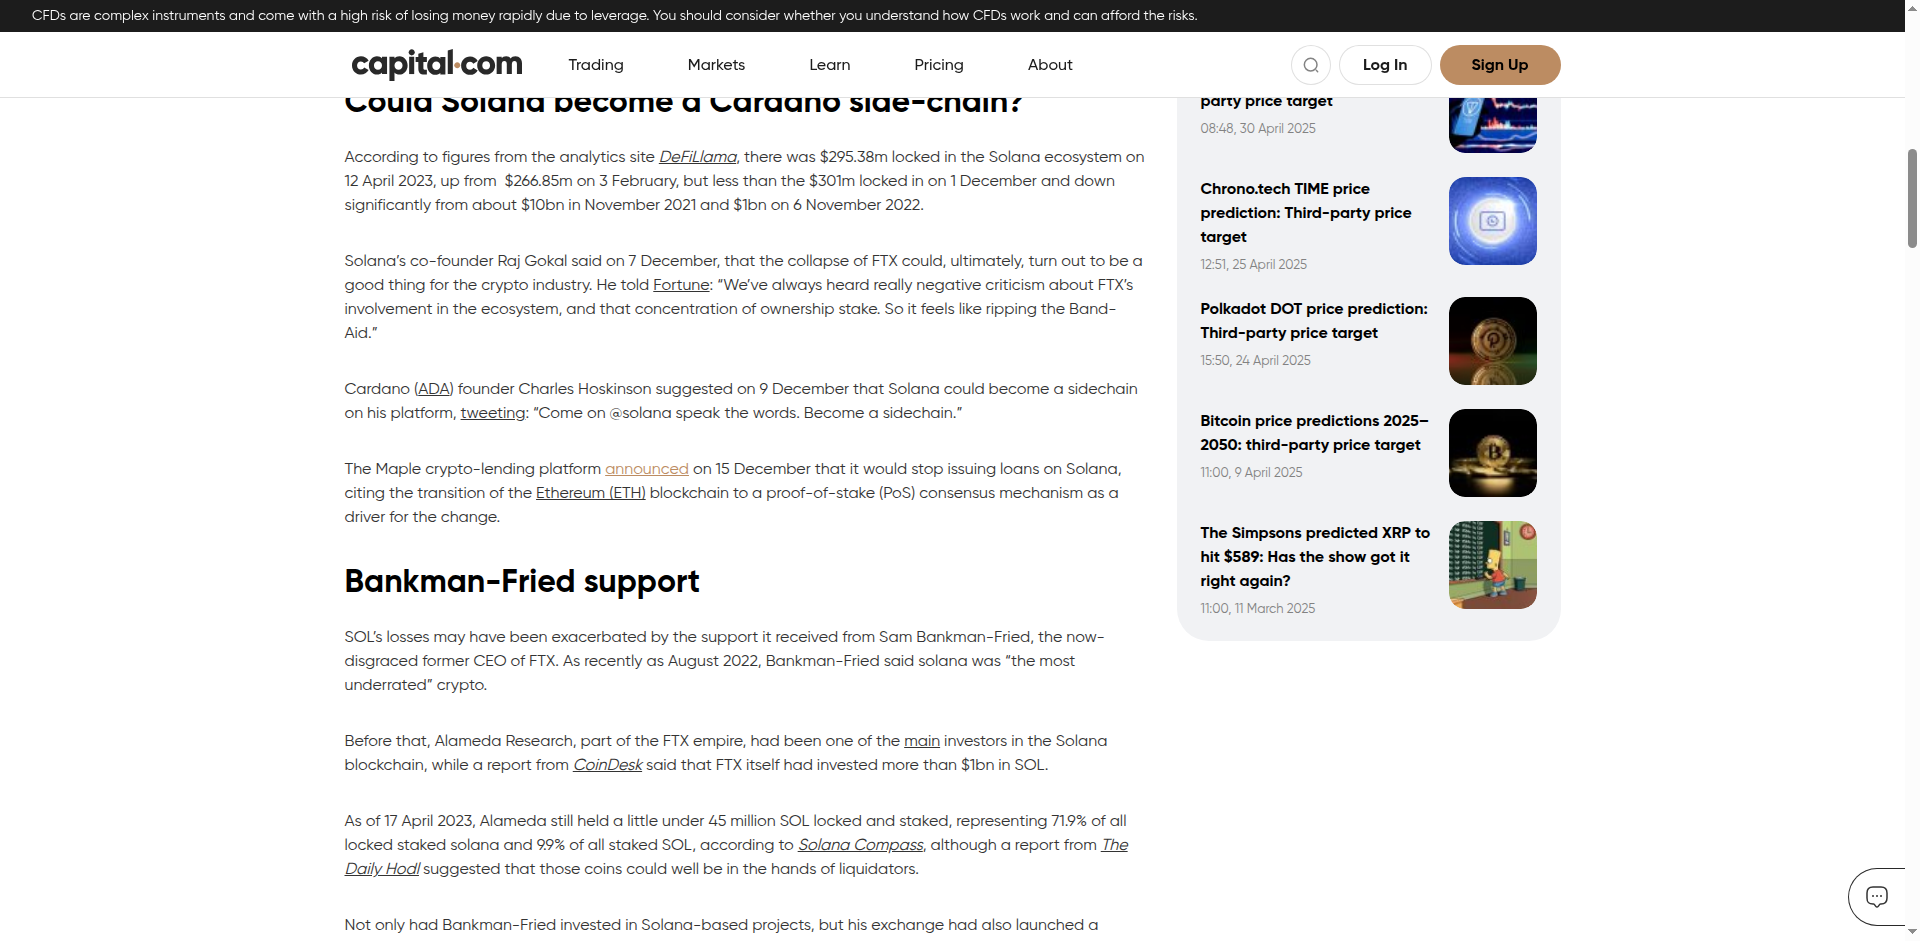 CFDs are complex instruments and come with a high risk of losing money rapidly due to leverage. You should consider whether you understand how CFDs work and can afford the risks.
capital.com
Trading
Markets
Learn
Pricing
About
Log In
Sign Up
Could Solana become a Cardano side-chain?
According to figures from the analytics site DeFiLlama, there was $295.38m locked in the Solana ecosystem on
12 April 2023, up from  $266.85m on 3 February, but less than the $301m locked in on 1 December and down
significantly from about $10bn in November 2021 and $1bn on 6 November 2022.
Solana’s co-founder Raj Gokal said on 7 December, that the collapse of FTX could, ultimately, turn out to be a
good thing for the crypto industry. He told Fortune: “We’ve always heard really negative criticism about FTX’s
involvement in the ecosystem, and that concentration of ownership stake. So it feels like ripping the Band-
Aid.”
Cardano (ADA) founder Charles Hoskinson suggested on 9 December that Solana could become a sidechain
on his platform, tweeting: “Come on @solana speak the words. Become a sidechain.”
The Maple crypto-lending platform announced on 15 December that it would stop issuing loans on Solana,
citing the transition of the Ethereum (ETH) blockchain to a proof-of-stake (PoS) consensus mechanism as a
driver for the change.
Bankman-Fried support
SOL’s losses may have been exacerbated by the support it received from Sam Bankman-Fried, the now-
disgraced former CEO of FTX. As recently as August 2022, Bankman-Fried said solana was “the most
underrated” crypto.
Before that, Alameda Research, part of the FTX empire, had been one of the main investors in the Solana
blockchain, while a report from CoinDesk said that FTX itself had invested more than $1bn in SOL.
As of 17 April 2023, Alameda still held a little under 45 million SOL locked and staked, representing 71.9% of all
locked staked solana and 9.9% of all staked SOL, according to Solana Compass, although a report from The
Daily Hodl suggested that those coins could well be in the hands of liquidators.
Not only had Bankman-Fried invested in Solana-based projects, but his exchange had also launched a
party price target
08:48, 30 April 2025
Chrono.tech TIME price
prediction: Third-party price
target
12:51, 25 April 2025
Polkadot DOT price prediction:
Third-party price target
15:50, 24 April 2025
Bitcoin price predictions 2025–
2050: third-party price target
11:00, 9 April 2025
The Simpsons predicted XRP to
hit $589: Has the show got it
right again?
11:00, 11 March 2025